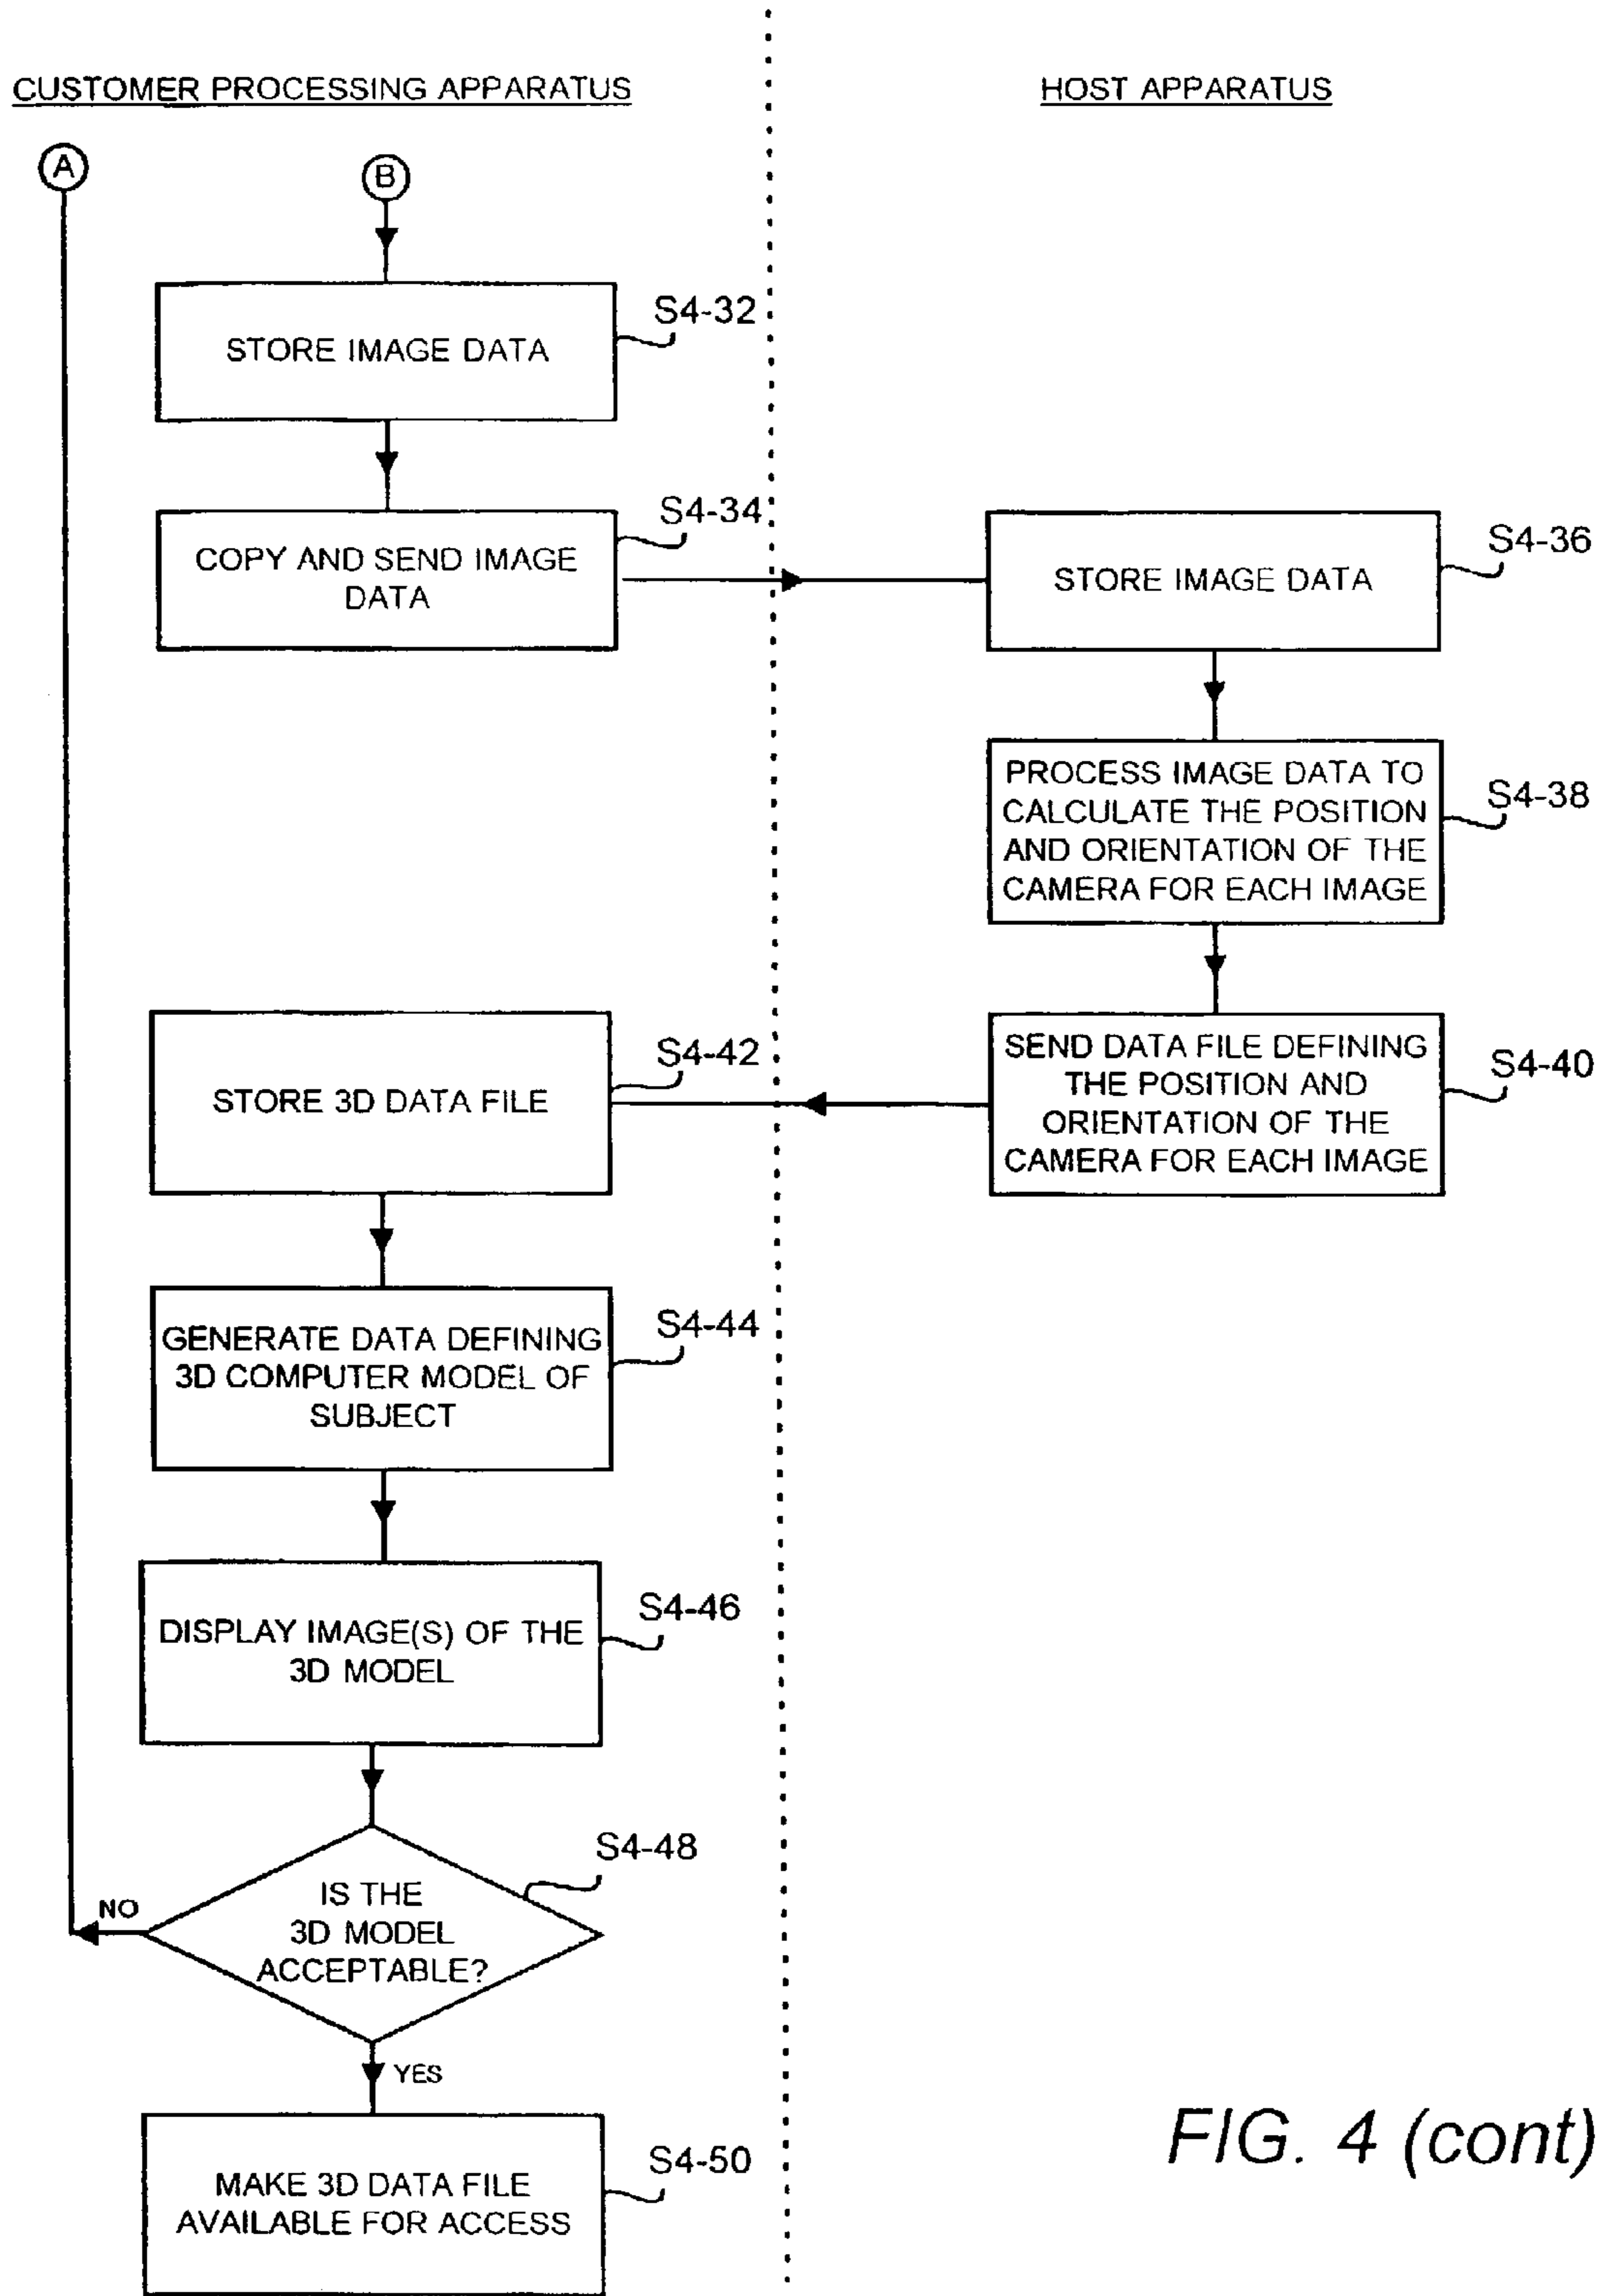 CUSTOMER PROCESSING APPARATUS
HOST APPARATUS
A
B
STORE IMAGE DATA
S4-32
COPY AND SEND IMAGE
DATA
S4-34
STORE IMAGE DATA
S4-36
PROCESS IMAGE DATA TO
CALCULATE THE POSITION
AND ORIENTATION OF THE
CAMERA FOR EACH IMAGE
S4-38
SEND DATA FILE DEFINING
THE POSITION AND
ORIENTATION OF THE
CAMERA FOR EACH IMAGE
S4-40
STORE 3D DATA FILE
S4-42
GENERATE DATA DEFINING
3D COMPUTER MODEL OF
SUBJECT
S4-44
DISPLAY IMAGE(S) OF THE
3D MODEL
S4-46
IS THE
3D MODEL
ACCEPTABLE?
S4-48
NO
YES
MAKE 3D DATA FILE
AVAILABLE FOR ACCESS
S4-50
FIG. 4 (cont)